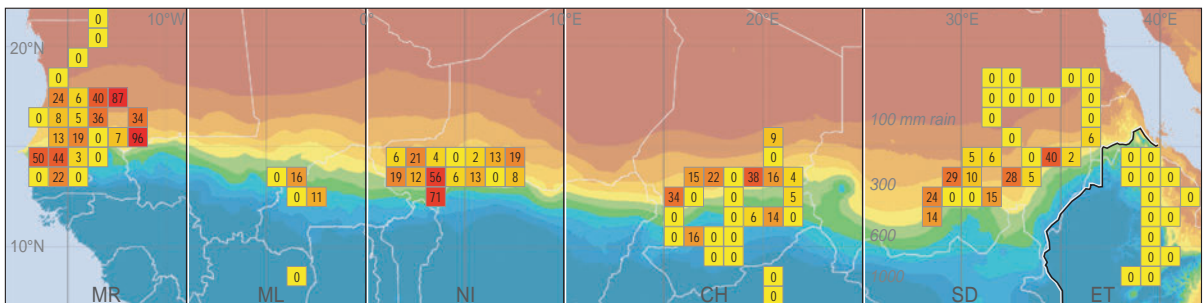 0 10°W 0° 10°E 20°E 30°E 40°E
0
20°N
0
0 0 0 0 0
24 6 40 87 0 0 0 0 0
0 8 5 36 34 100 mm rain 0 0
13 19 0 7 96 9 0 6
50 44 3 0 6 21 4 0 2 13 19 0 5 6 0 40 2 0 0
0 22 0 0 16 19 12 56 6 13 0 8 15 22 0 38 16 4 300 29 10 28 5 0 0 0
0 11 71 34 0 0 5 24 0 0 15 0 0 0
0 0 6 14 0 14 0 0
10°N 0 16 0 0 600 0 0
0 0 0 0
0 0 1000 0 0
MR ML NI CH 0 SD ET